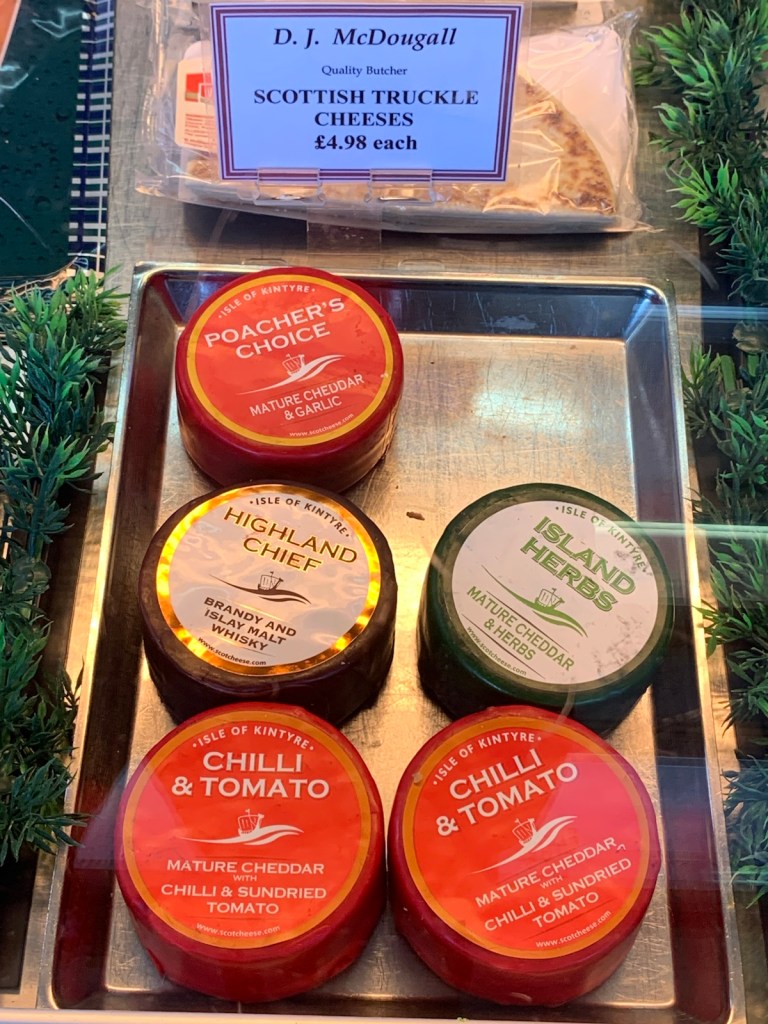 D. J. McDougall
Quality Butcher
SCOTTISH TRUCKLE
CHEESES
£4.98 each
·ISLE OF KINTYRE·
POACHER'S
CHOICE
MATURE CHEDDAR
& GARLIC
www.scotcheese.com
·ISLE OF KINTYRE·
HIGHLAND
CHIEF
BRANDY AND
ISLAY MALT
WHISKY
www.scotcheese.com
·ISLE OF KINTYRE·
ISLAND
HERBS
MATURE CHEDDAR
& HERBS
www.scotcheese.com
·ISLE OF KINTYRE·
CHILLI
& TOMATO
MATURE CHEDDAR
WITH
CHILLI & SUNDRIED
TOMATO
www.scotcheese.com
·ISLE OF KINTYRE·
CHILLI
& TOMATO
MATURE CHEDDAR
WITH
CHILLI & SUNDRIED
TOMATO
www.scotcheese.com